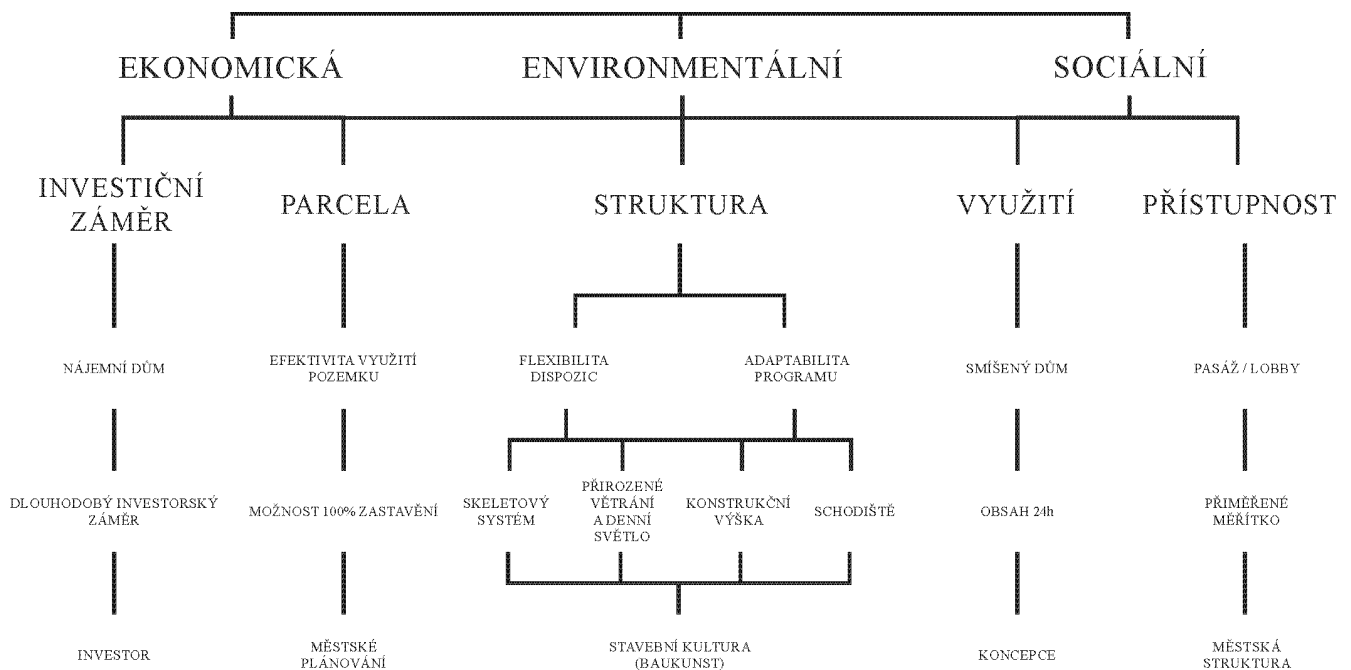 EKONOMICKÁ
ENVIRONMENTÁLNÍ
SOCIÁLNÍ
INVESTIČNÍ
ZÁMĚR
PARCELA
STRUKTURA
VYUŽITÍ
PŘÍSTUPNOST
NÁJEMNÍ DŮM
EFEKTIVITA VYUŽITÍ
POZEMKU
FLEXIBILITA
DISPOZIC
ADAPTABILITA
PROGRAMU
SMÍŠENÝ DŮM
PASÁŽ / LOBBY
DLOUHODOBÝ INVESTORSKÝ
ZÁMĚR
MOŽNOST 100% ZASTAVĚNÍ
SKELETOVÝ
SYSTÉM
PŘIROZENÉ
VĚTRÁNÍ
A DENNÍ
SVĚTLO
KONSTRUKČNÍ
VÝŠKA
SCHODIŠTĚ
OBSAH 24h
PŘIMĚŘENÉ
MĚŘÍTKO
INVESTOR
MĚSTSKÉ
PLÁNOVÁNÍ
STAVEBNÍ KULTURA
(BAUKUNST)
KONCEPCE
MĚSTSKÁ
STRUKTURA